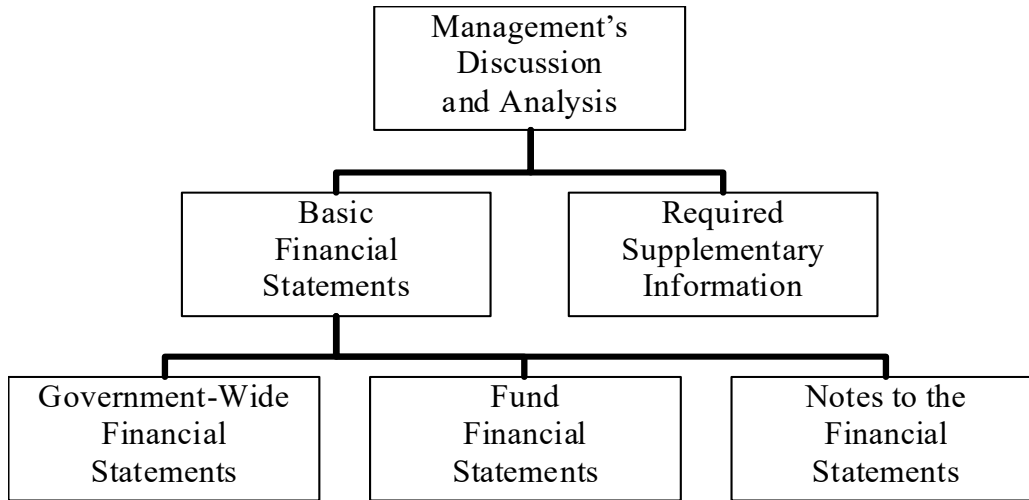 Management’s
Discussion
and Analysis
Basic
Financial
Statements
Required
Supplementary
Information
Government-Wide
Financial
Statements
Fund
Financial
Statements
Notes to the
Financial
Statements